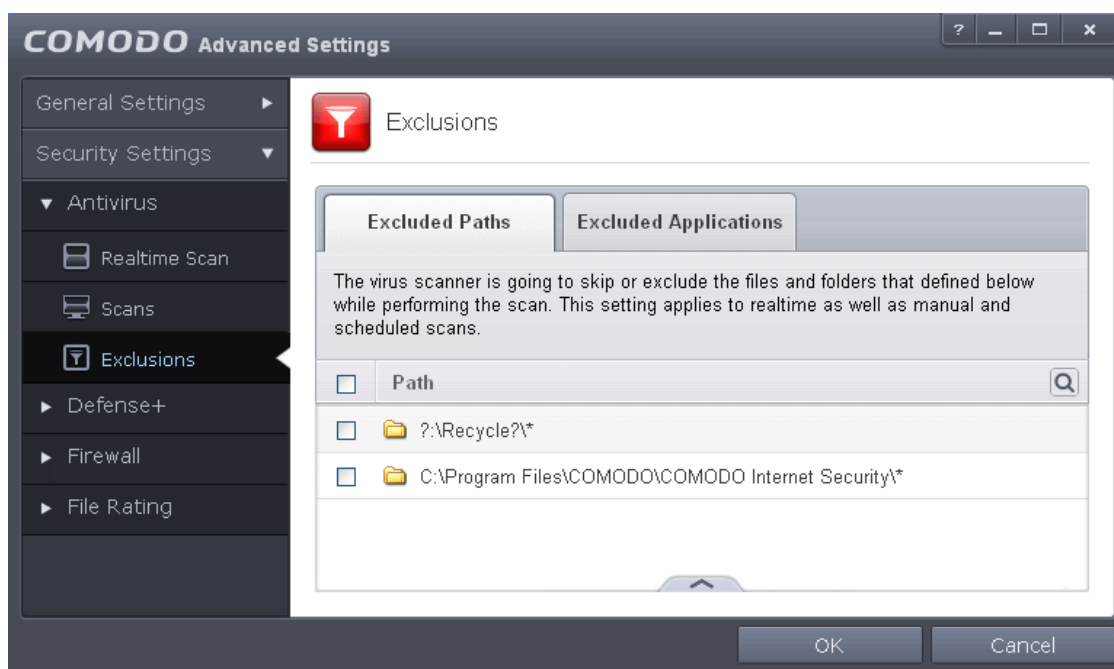 COMODO Advanced Settings
?
General Settings
Security Settings
Antivirus
Realtime Scan
Scans
Exclusions
Defense+
Firewall
File Rating
Exclusions
Excluded Paths
Excluded Applications
The virus scanner is going to skip or exclude the files and folders that defined below
while performing the scan. This setting applies to realtime as well as manual and
scheduled scans.
Path
?:\Recycle?\*
C:\Program Files\COMODO\COMODO Internet Security\*
OK
Cancel